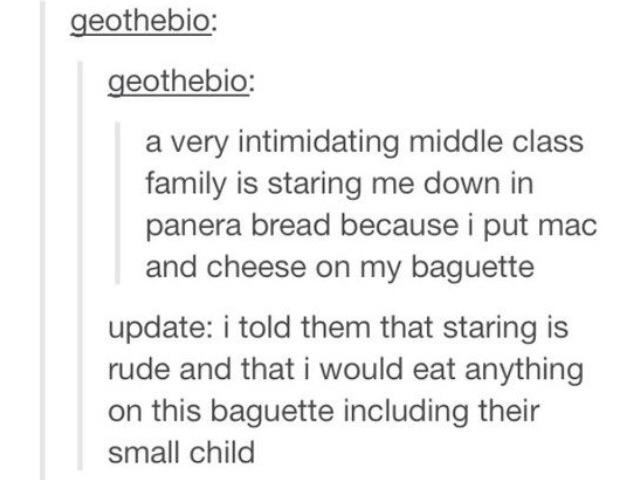 geothebio:
geothebio:
a very intimidating middle class
family is staring me down in
panera bread because i put mac
and cheese on my baguette
update: i told them that staring is
rude and that i would eat anything
on this baguette including their
small child